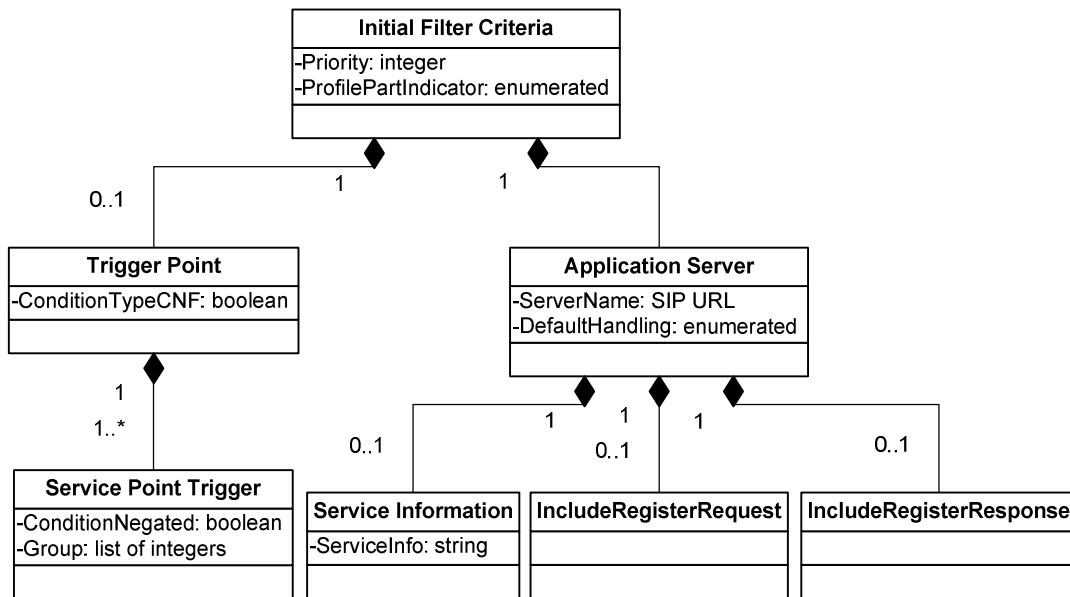 Initial Filter Criteria
-Priority: integer
-ProfilePartIndicator: enumerated
1
1
0..1
Trigger Point
-ConditionTypeCNF: boolean
Application Server
-ServerName: SIP URL
-DefaultHandling: enumerated
1
1..*
1
1
1
0..1
0..1
0..1
Service Point Trigger
-ConditionNegated: boolean
-Group: list of integers
Service Information
-ServiceInfo: string
IncludeRegisterRequest
IncludeRegisterResponse